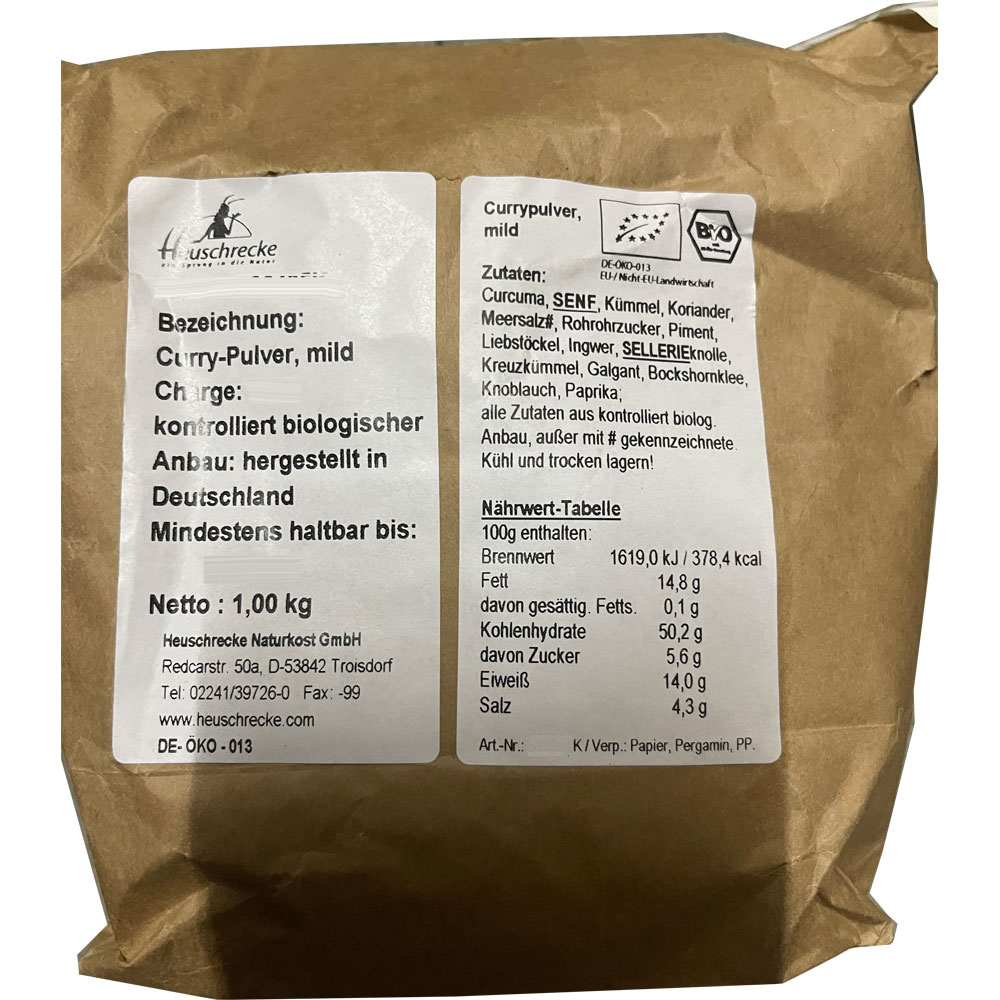 Heuschrecke
ein Sprung in die Natur
Bezeichnung:
Curry-Pulver, mild
Charge:
kontrolliert biologischer
Anbau: hergestellt in
Deutschland
Mindestens haltbar bis:
Netto : 1,00 kg
Heuschrecke Naturkost GmbH
Redcarstr. 50a, D-53842 Troisdorf
Tel: 02241/39726-0 Fax: -99
www.heuschrecke.com
DE- ÖKO - 013
Currypulver,
mild
BIO
DE-ÖKO-013
EU-/ Nicht-EU-Landwirtschaft
Zutaten:
Curcuma, SENF, Kümmel, Koriander,
Meersalz#, Rohrohrzucker, Piment,
Liebstöckel, Ingwer, SELLERIEknolle,
Kreuzkümmel, Galgant, Bockshornklee,
Knoblauch, Paprika;
alle Zutaten aus kontrolliert biolog.
Anbau, außer mit # gekennzeichnete.
Kühl und trocken lagern!
Nährwert-Tabelle
100g enthalten:
Brennwert 1619,0 kJ / 378,4 kcal
Fett 14,8 g
davon gesättig. Fetts. 0,1 g
Kohlenhydrate 50,2 g
davon Zucker 5,6 g
Eiweiß 14,0 g
Salz 4,3 g
Art.-Nr.: K / Verp.: Papier, Pergamin, PP.